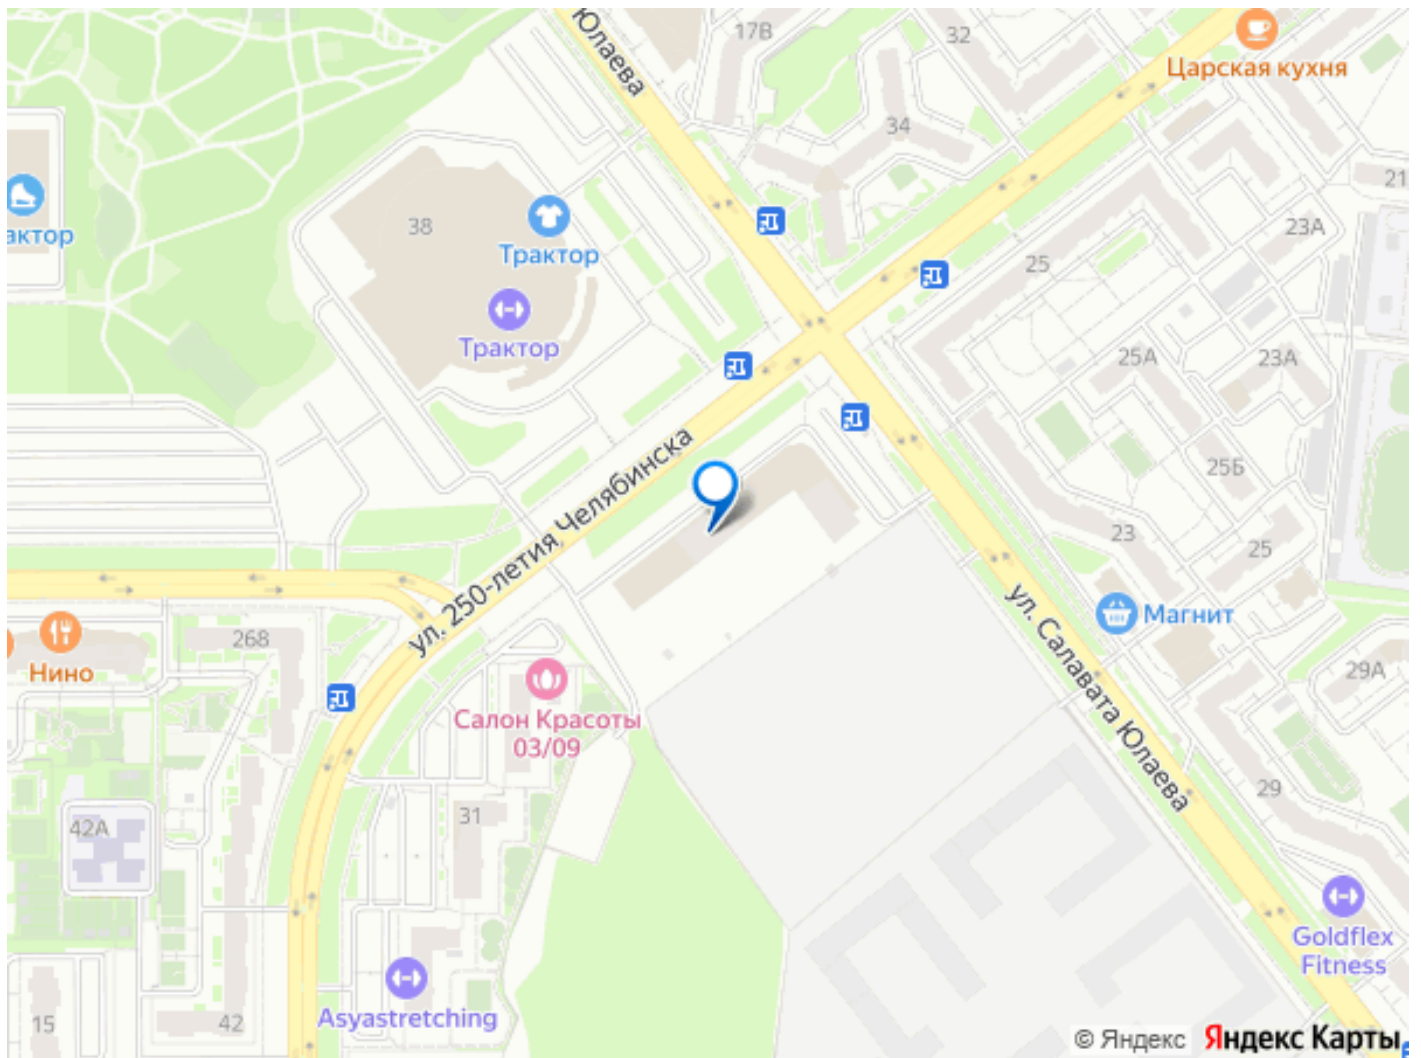 Юлаева
17В
32
Царская кухня
34
21
38
Трактор
актор
23А
25
Трактор
25А
23А
ул. 250-летия, Челябинска
25Б
23
25
ул. Салавата Юлаева
Магнит
268
Нино
29А
Салон Красоты
03/09
29
31
42А
Goldflex
Fitness
Asyastretching
15
42
© Яндекс Яндекс Карты